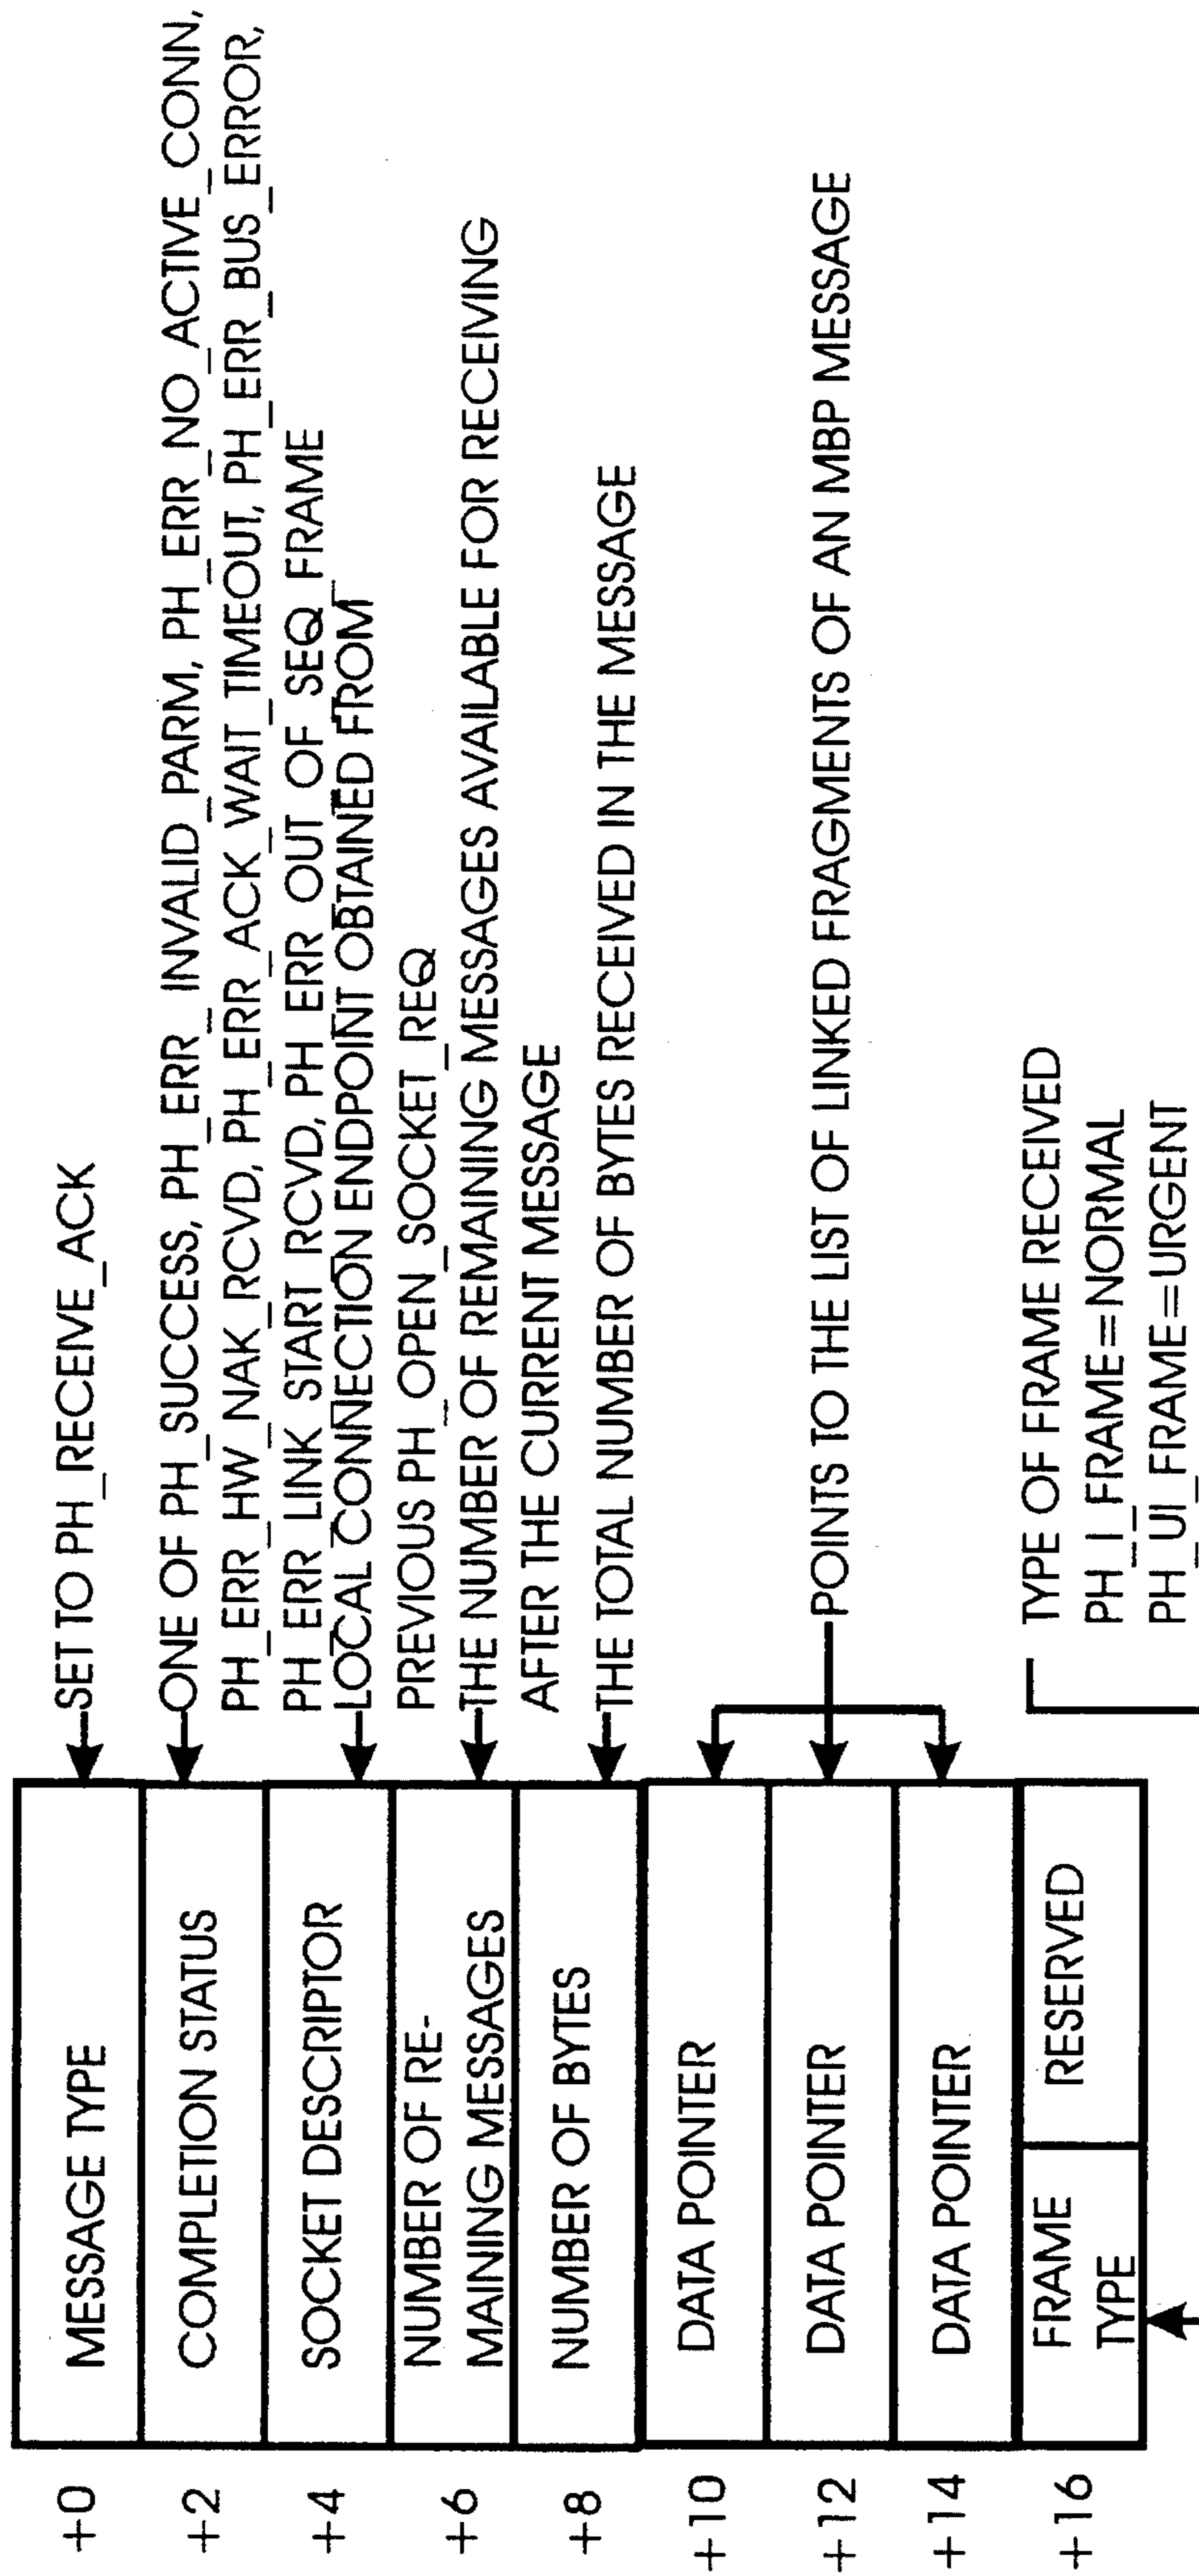 +0
MESSAGE TYPE
SET TO PH_RECEIVE_ACK
+2
COMPLETION STATUS
ONE OF PH_SUCCESS, PH_ERR_INVALID_PARM, PH_ERR_NO_ACTIVE_CONN,
PH_ERR_HW_NAK_RCVD, PH_ERR_ACK_WAIT_TIMEOUT, PH_ERR_BUS_ERROR,
PH_ERR_LINK_START_RCVD, PH_ERR_OUT_OF_SEQ_FRAME
+4
SOCKET DESCRIPTOR
LOCAL CONNECTION ENDPOINT OBTAINED FROM
PREVIOUS PH_OPEN_SOCKET_REQ
+6
NUMBER OF RE-
MAINING MESSAGES
THE NUMBER OF REMAINING MESSAGES AVAILABLE FOR RECEIVING
AFTER THE CURRENT MESSAGE
+8
NUMBER OF BYTES
THE TOTAL NUMBER OF BYTES RECEIVED IN THE MESSAGE
+10
DATA POINTER
+12
DATA POINTER
POINTS TO THE LIST OF LINKED FRAGMENTS OF AN MBP MESSAGE
+14
DATA POINTER
+16
FRAME
TYPE
RESERVED
TYPE OF FRAME RECEIVED
PH_I_FRAME=NORMAL
PH_UI_FRAME=URGENT